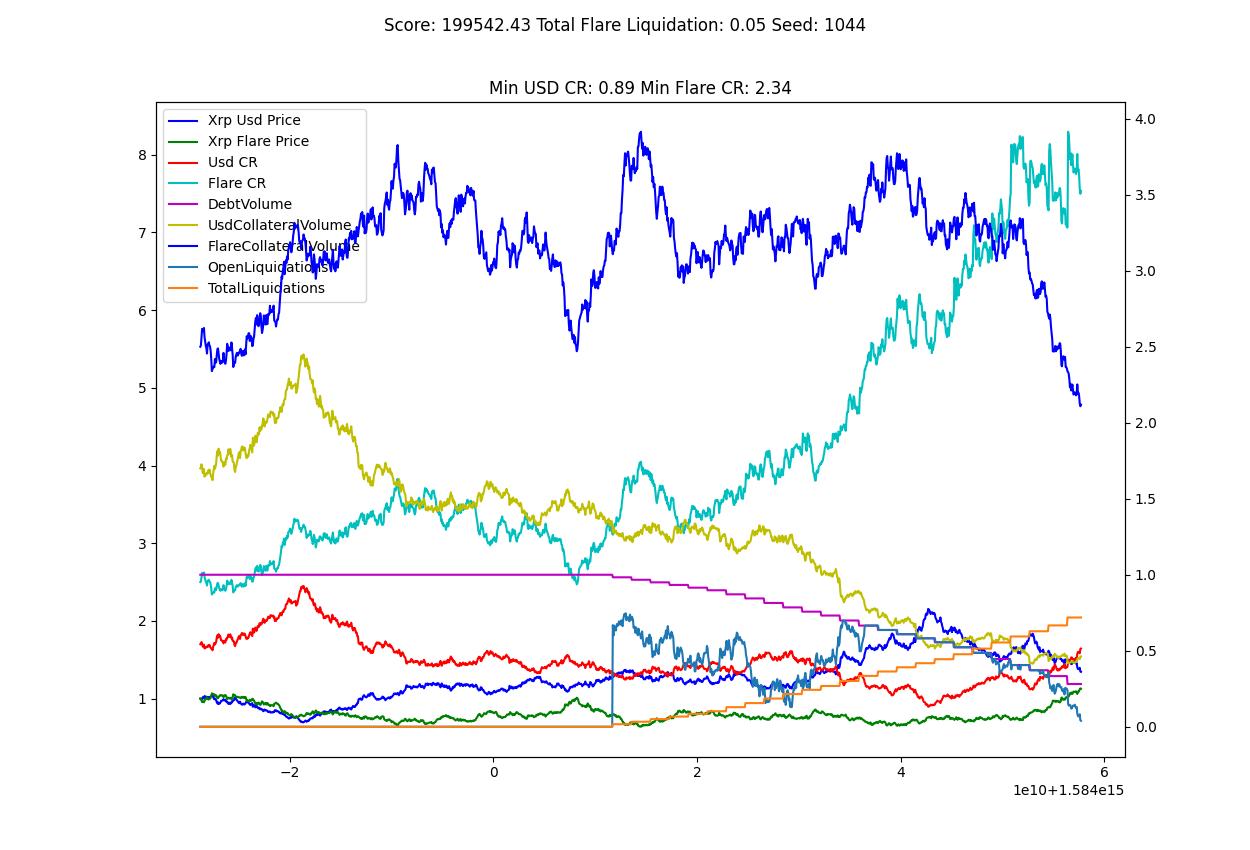 Score: 199542.43 Total Flare Liquidation: 0.05 Seed: 1044
Min USD CR: 0.89 Min Flare CR: 2.34
Xrp Usd Price
Xrp Flare Price
Usd CR
Flare CR
DebtVolume
UsdCollateralVolume
FlareCollateralVolume
OpenLiquidations
TotalLiquidations
8
7
6
5
4
3
2
1
4.0
3.5
3.0
2.5
2.0
1.5
1.0
0.5
0.0
−2
0
2
4
6
1e10+1.584e15